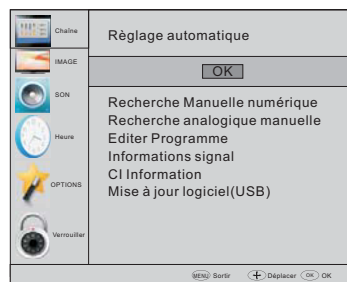 Chaîne
IMAGE
SON
Heure
OPTIONS
Verrouiller
Règlage automatique
OK
Recherche Manuelle numérique
Recherche analogique manuelle
Editer Programme
Informations signal
CI Information
Mise à jour logiciel(USB)
MENU Sortir Déplacer OK OK